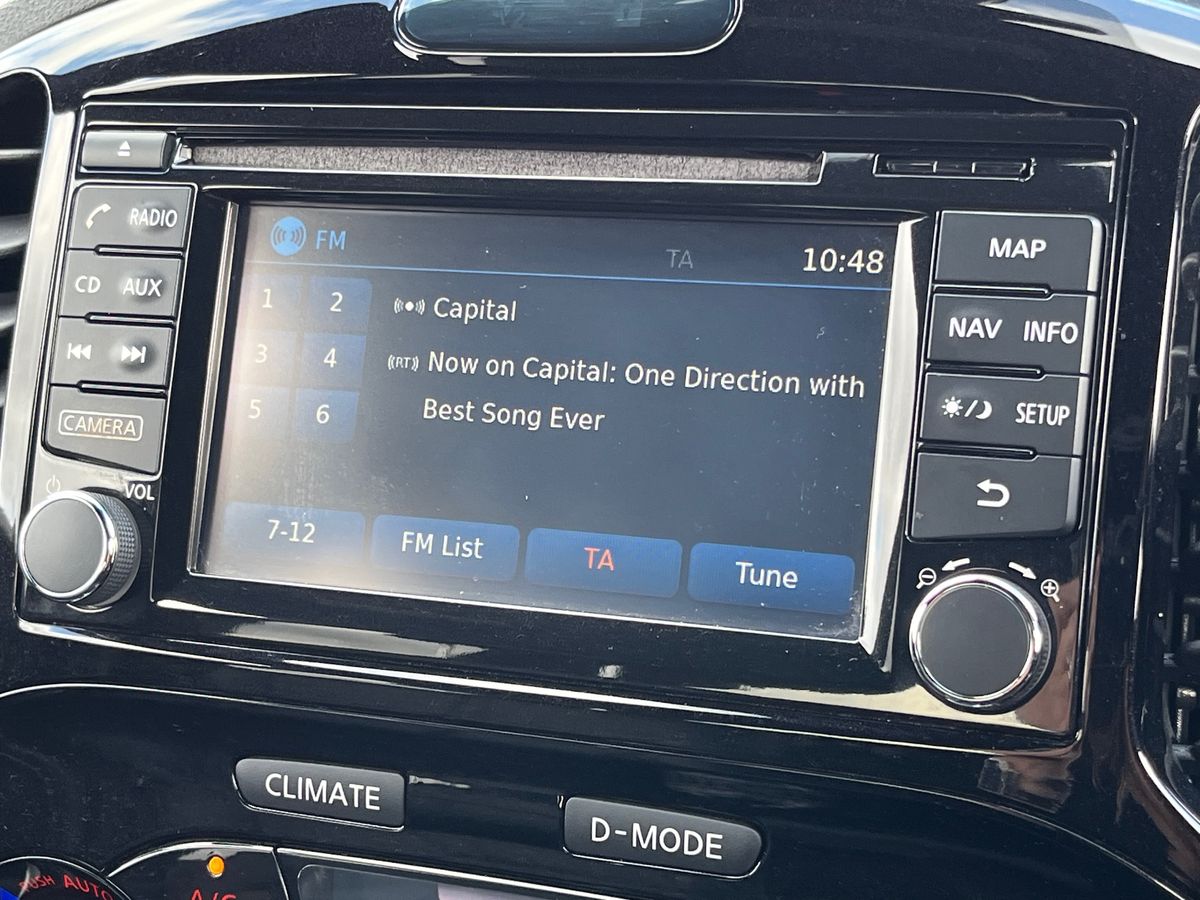 RADIO
CD AUX
CAMERA
VOL
FM
TA
10:48
1 2
3 4
5 6
Capital
((RT)) Now on Capital: One Direction with
Best Song Ever
7-12
FM List
TA
Tune
MAP
NAV INFO
SETUP
CLIMATE
D-MODE
PUSH AUTO
A/C